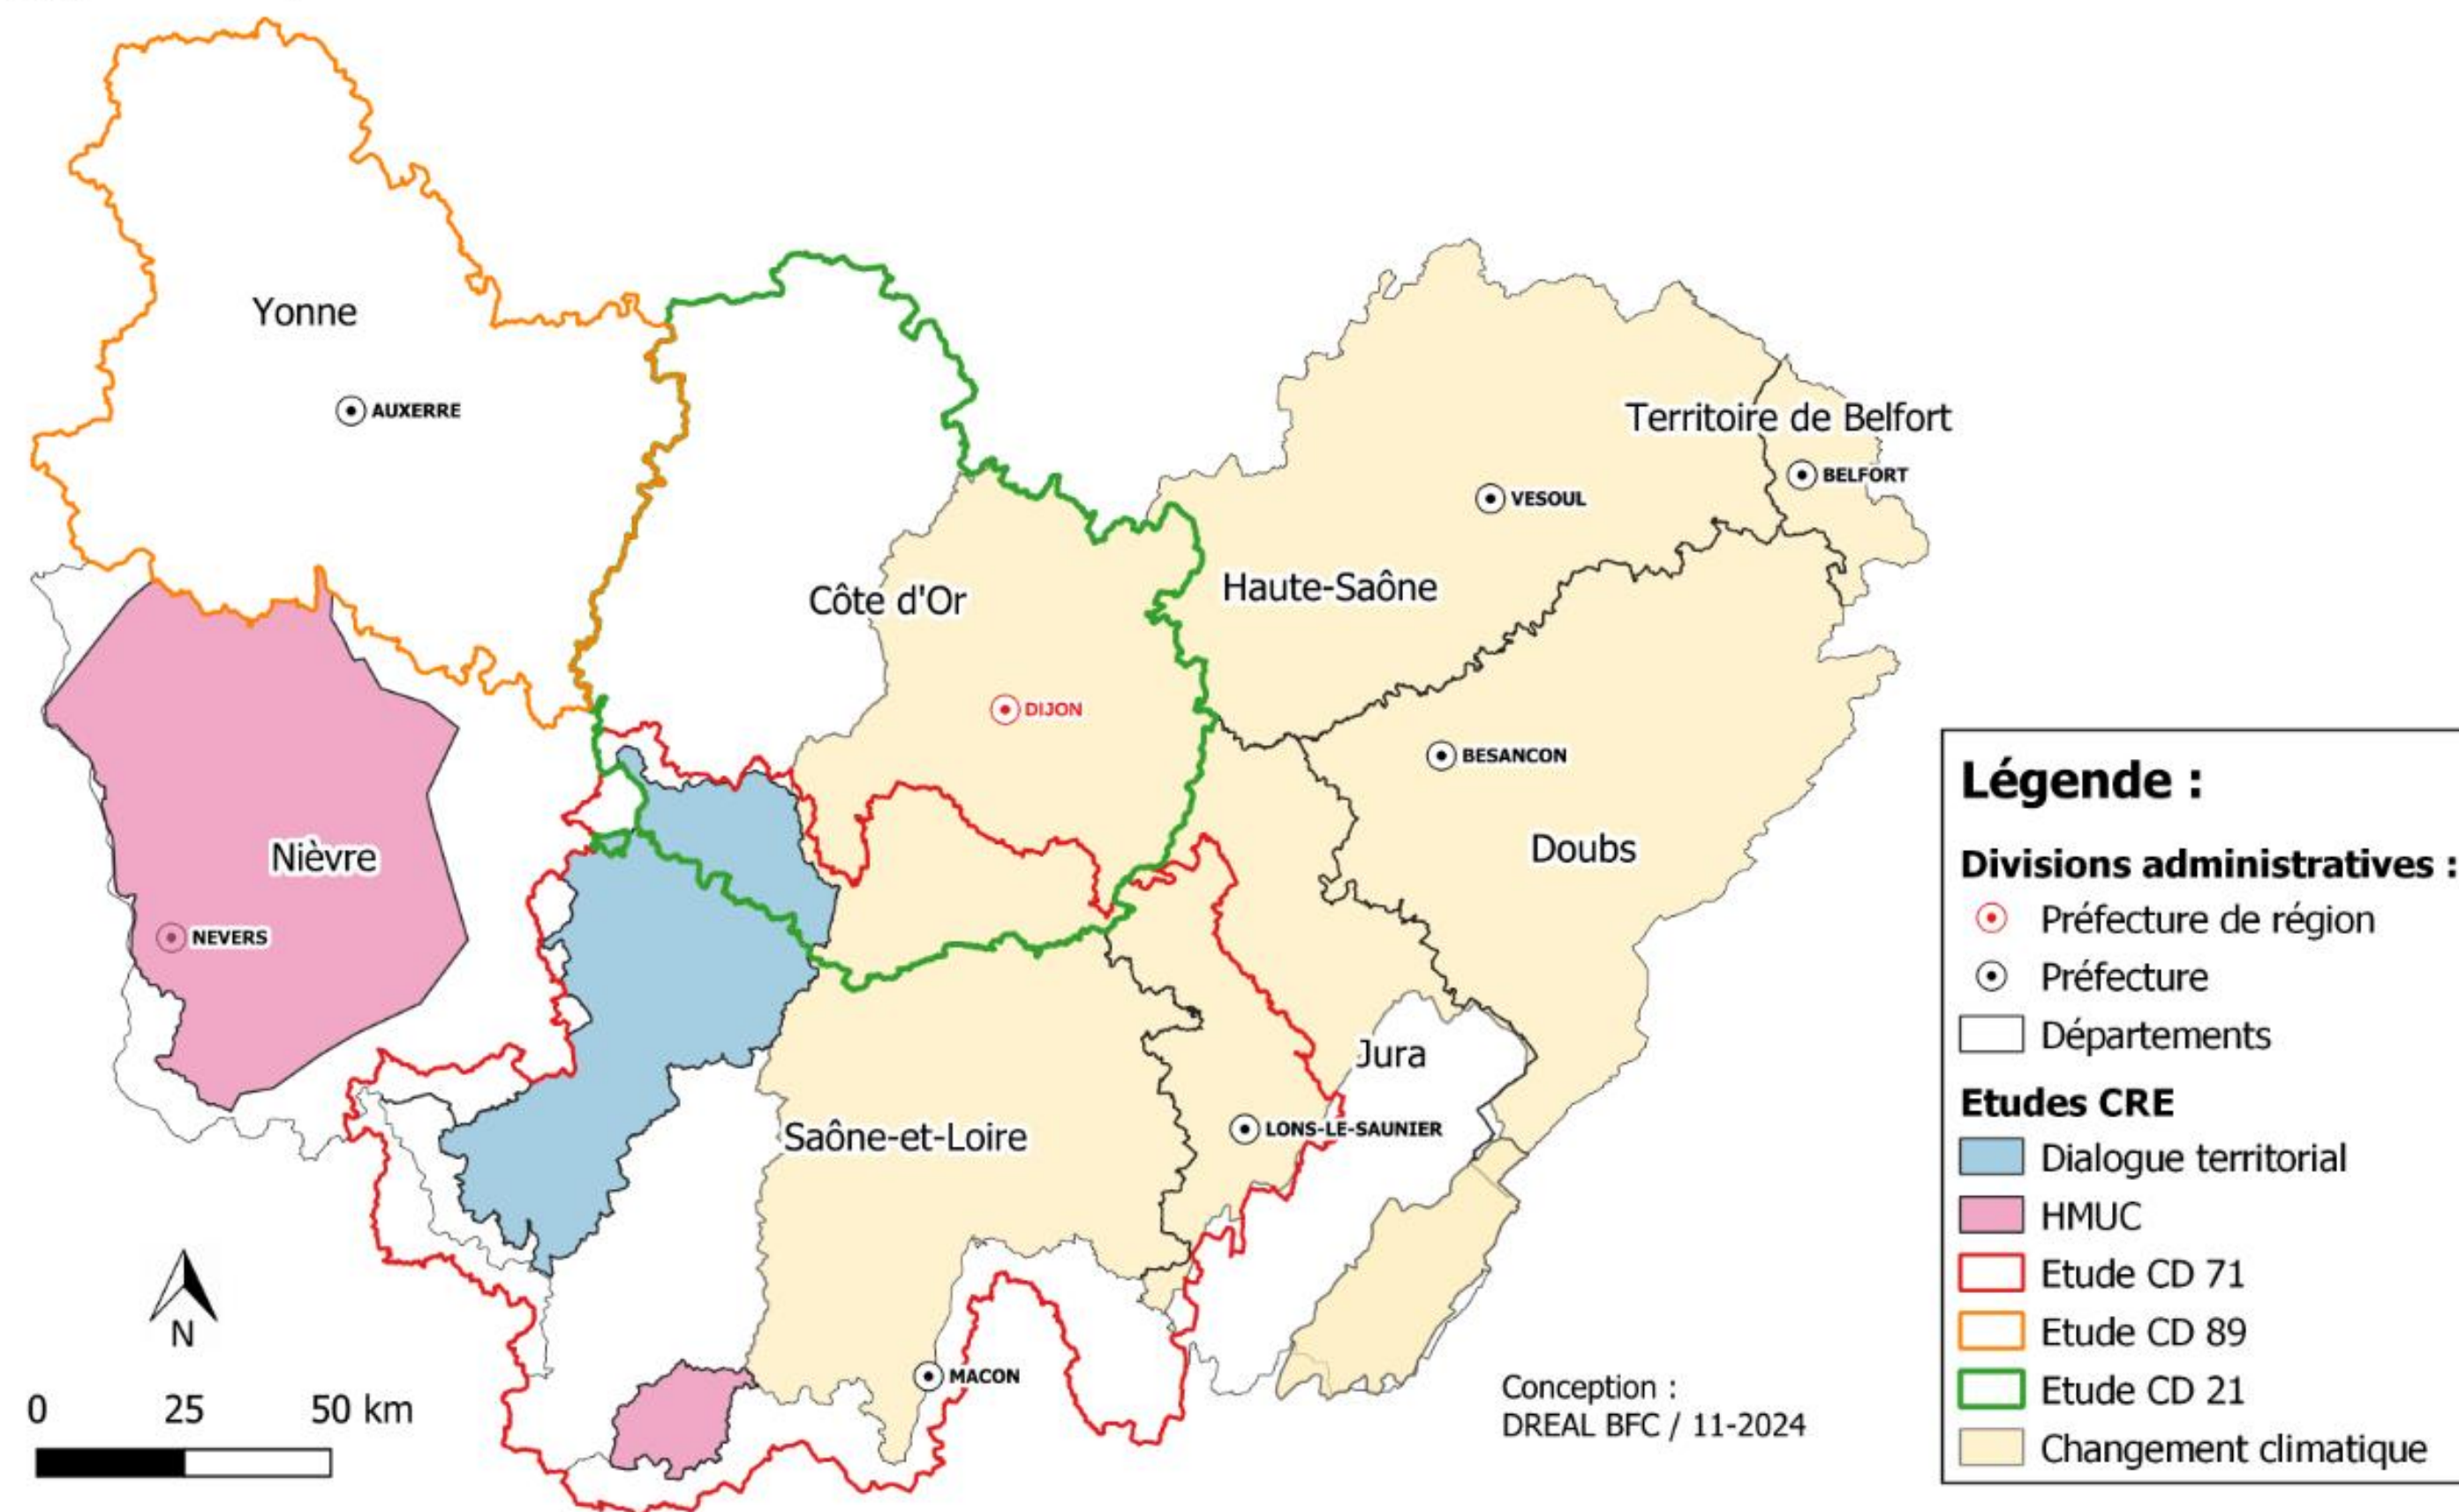 Yonne
AUXERRE
Territoire de Belfort
BELFORT
VESOUL
Côte d'Or
Haute-Saône
DIJON
BESANCON
Nièvre
Doubs
NEVERS
Jura
Saône-et-Loire
LONS-LE-SAUNIER
MACON
N
0 25 50 km
Conception :
DREAL BFC / 11-2024
Légende :
Divisions administratives :
Préfecture de région
Préfecture
Départements
Etudes CRE
Dialogue territorial
HMUC
Etude CD 71
Etude CD 89
Etude CD 21
Changement climatique